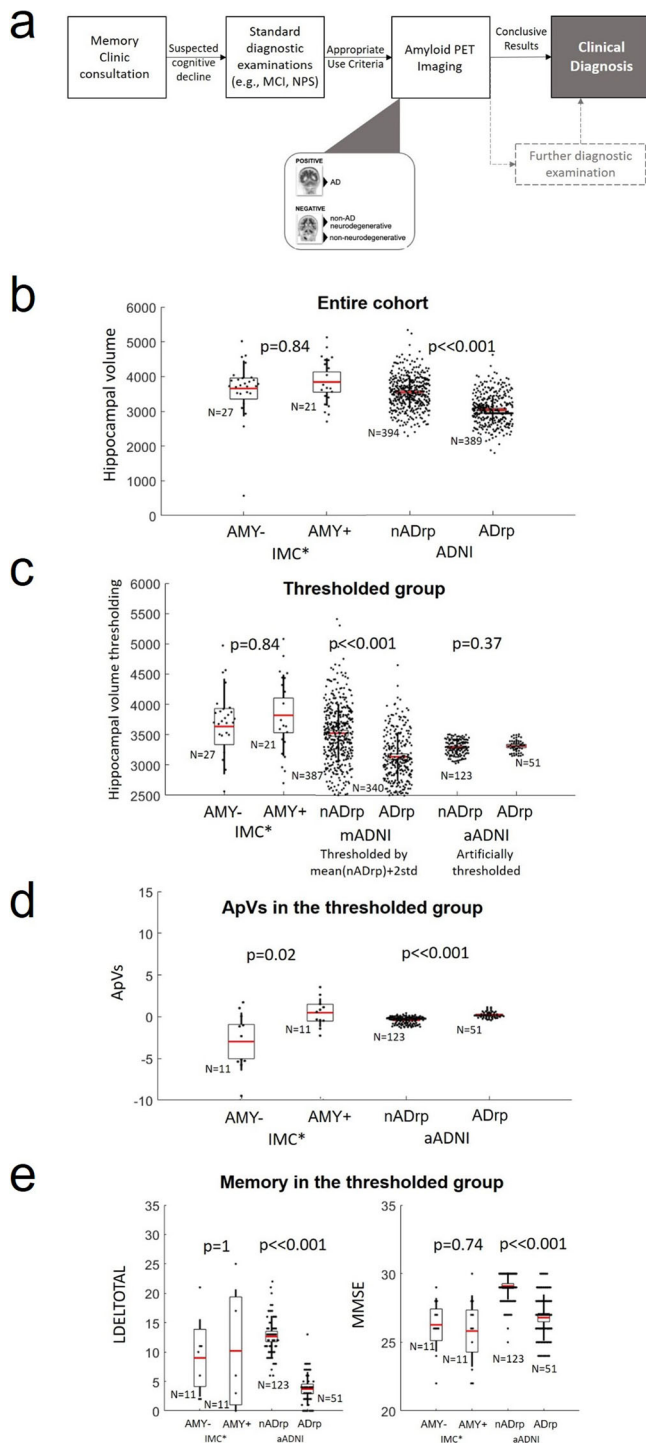 a
Memory
Clinic
consultation
Suspected
cognitive
decline
Standard
diagnostic
examinations
(e.g., MCI, NPS)
Appropriate
Use Criteria
Amyloid PET
Imaging
Conclusive
Results
Clinical
Diagnosis
Further diagnostic
examination
POSITIVE
AD
NEGATIVE
non-AD
neurodegenerative
non-neurodegenerative
b
Entire cohort
Hippocampal volume
6000
5000
4000
3000
2000
1000
0
p=0.84
p<<0.001
N=27
N=21
N=394
N=389
AMY- AMY+ nADrp ADrp
IMC* ADNI
c
Thresholded group
Hippocampal volume thresholding
6000
5500
5000
4500
4000
3500
3000
2500
p=0.84
p<<0.001
p=0.37
N=27
N=21
N=387
N=340
N=123
N=51
AMY- AMY+ nADrp ADrp nADrp ADrp
IMC* mADNI aADNI
Thresholded by Artificially
mean(nADrp)+2std thresholded
d
ApVs in the thresholded group
ApVs
15
10
5
0
-5
-10
p=0.02
p<<0.001
N=11
N=11
N=123
N=51
AMY- AMY+ nADrp ADrp
IMC* aADNI
e
Memory in the thresholded group
LDELTOTAL
35
30
25
20
15
10
5
0
p=1
p<<0.001
N=11
N=11
N=123
N=51
AMY- AMY+ nADrp ADrp
IMC* aADNI
MMSE
35
30
25
20
p=0.74
p<<0.001
N=11
N=11
N=123
N=51
AMY- AMY+ nADrp ADrp
IMC* aADNI